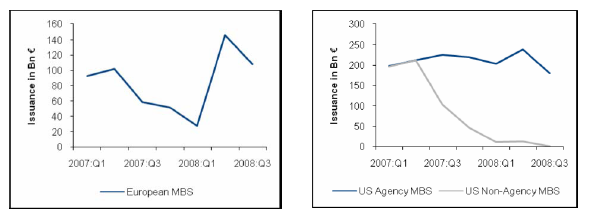 Issuance in Bn €
160
140
120
100
80
60
40
20
0
2007:Q1 2007:Q3 2008:Q1 2008:Q3
European MBS
Issuance in Bn €
300
250
200
150
100
50
0
2007:Q1 2007:Q3 2008:Q1 2008:Q3
US Agency MBS US Non-Agency MBS